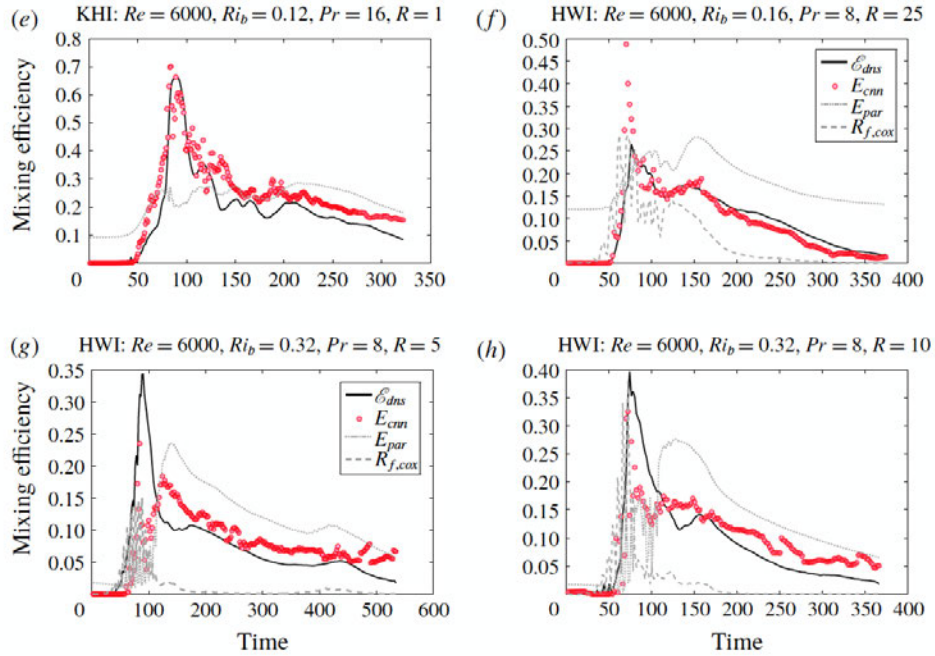 (e) KHI: Re = 6000, Ri_b = 0.12, Pr = 16, R = 1
0.8
0.7
0.6
0.5
0.4
0.3
0.2
0.1
0 50 100 150 200 250 300 350
Mixing efficiency
(f) HWI: Re = 6000, Ri_b = 0.16, Pr = 8, R = 25
0.50
0.45
0.40
0.35
0.30
0.25
0.20
0.15
0.10
0.05
0 50 100 150 200 250 300 350 400
ℰ_dns
E_cnn
E_par
R_f,cox
(g) HWI: Re = 6000, Ri_b = 0.32, Pr = 8, R = 5
0.35
0.30
0.25
0.20
0.15
0.10
0.05
0 100 200 300 400 500 600
Mixing efficiency
Time
ℰ_dns
E_cnn
E_par
R_f,cox
(h) HWI: Re = 6000, Ri_b = 0.32, Pr = 8, R = 10
0.40
0.35
0.30
0.25
0.20
0.15
0.10
0.05
0 50 100 150 200 250 300 350 400
Time